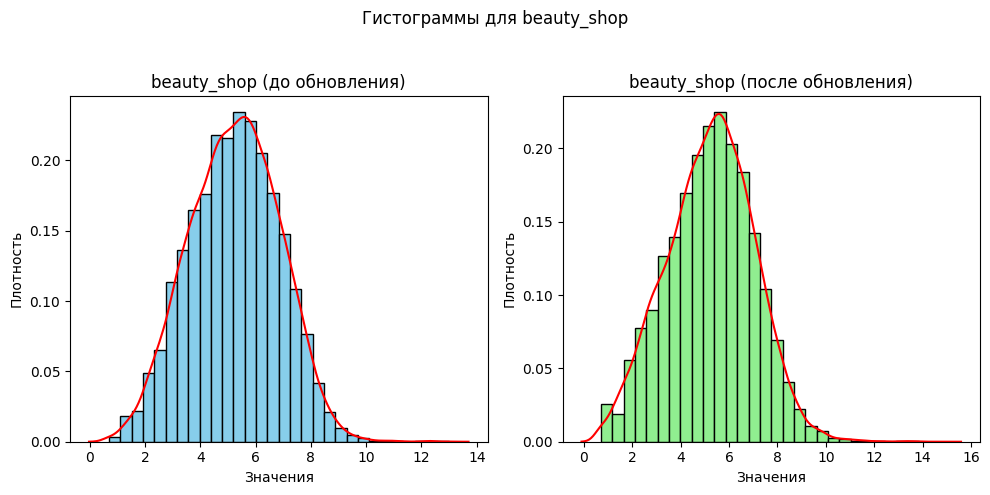 Гистограммы для beauty_shop
beauty_shop (до обновления)
Плотность
0.20
0.15
0.10
0.05
0.00
0 2 4 6 8 10 12 14
Значения
beauty_shop (после обновления)
Плотность
0.20
0.15
0.10
0.05
0.00
0 2 4 6 8 10 12 14 16
Значения